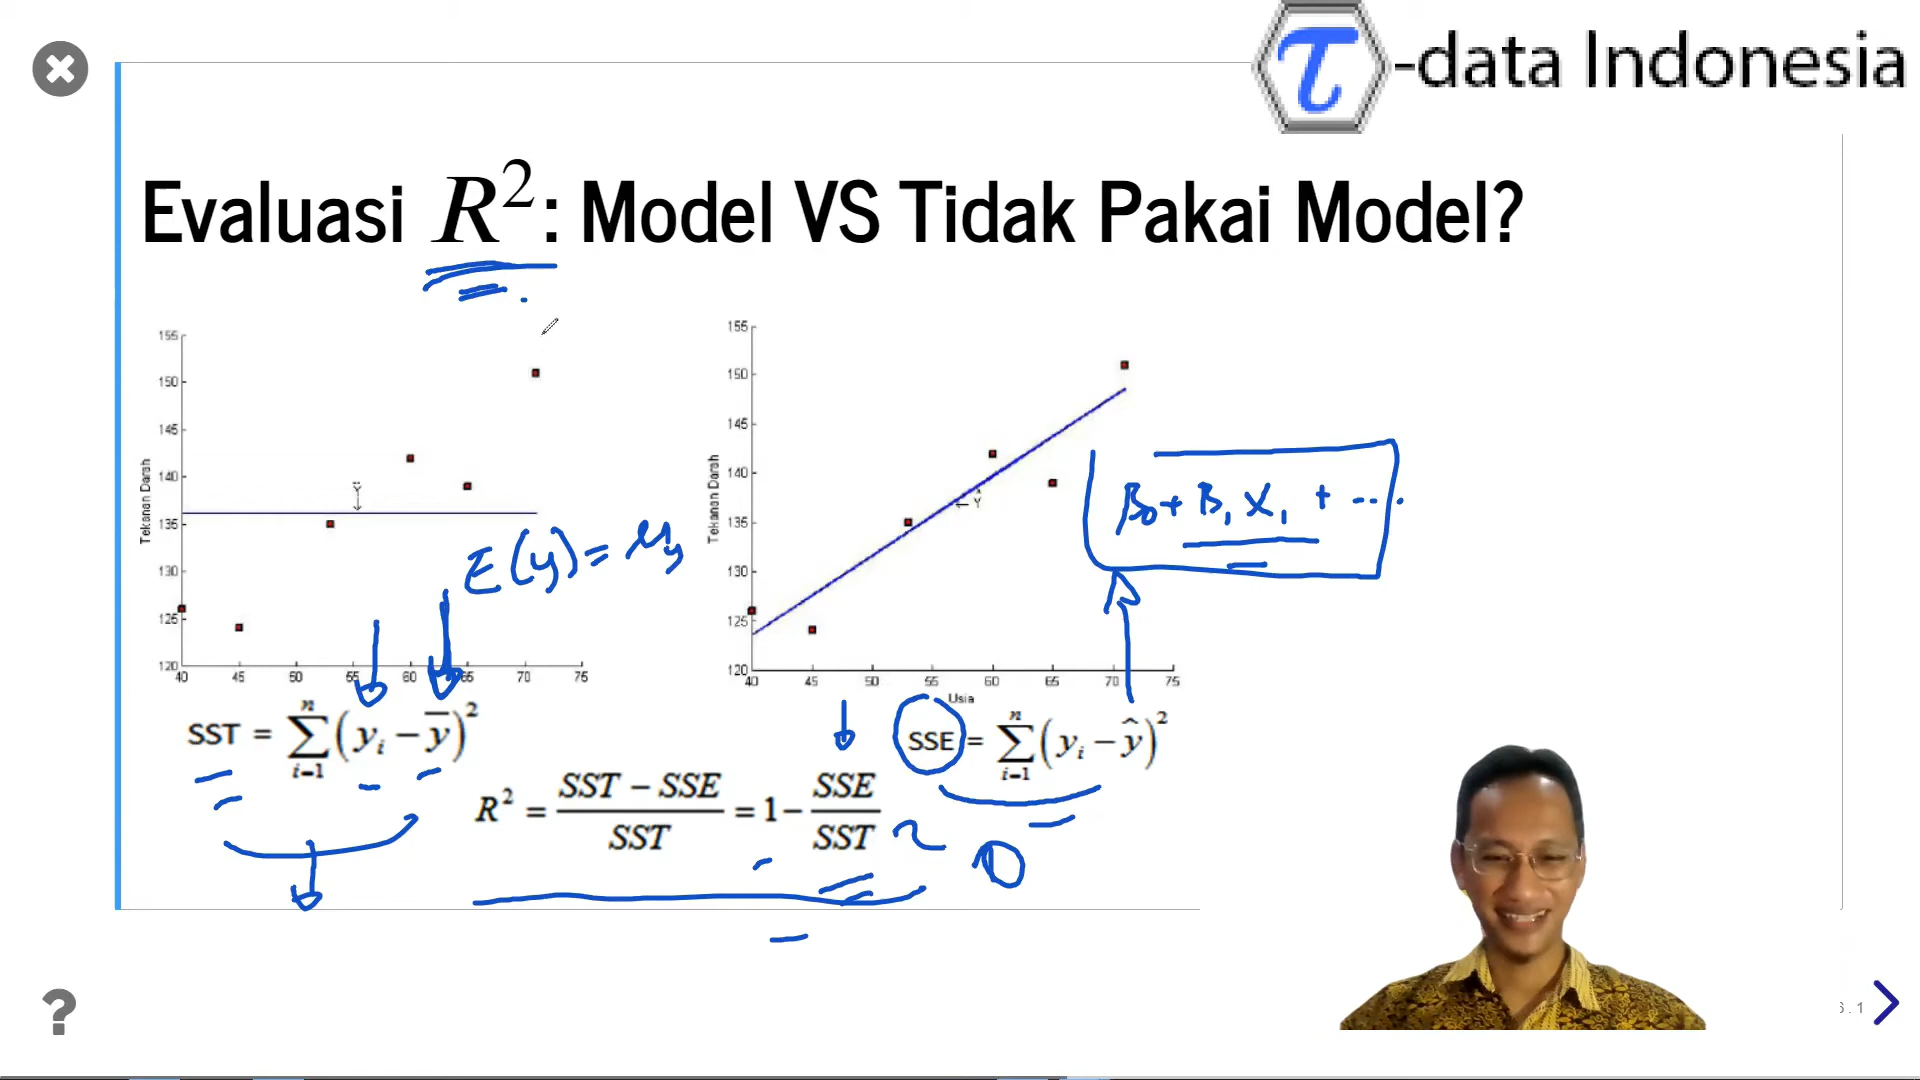 τ-data Indonesia
Evaluasi R²: Model VS Tidak Pakai Model?
155
150
145
140
135
130
125
120
40 45 50 55 60 65 70 75
Tekanan Darah
Ȳ
E(y) = μy
SST = ∑ i=1 n (yᵢ − ȳ)²
155
150
145
140
135
130
125
120
40 45 50 55 60 65 70 75
Tekanan Darah
Usia
← Ŷ
β₀ + β₁ X₁ + ....
SSE = ∑ i=1 n (yᵢ − ŷ)²
R² = (SST − SSE) / SST = 1 − SSE / SST
?